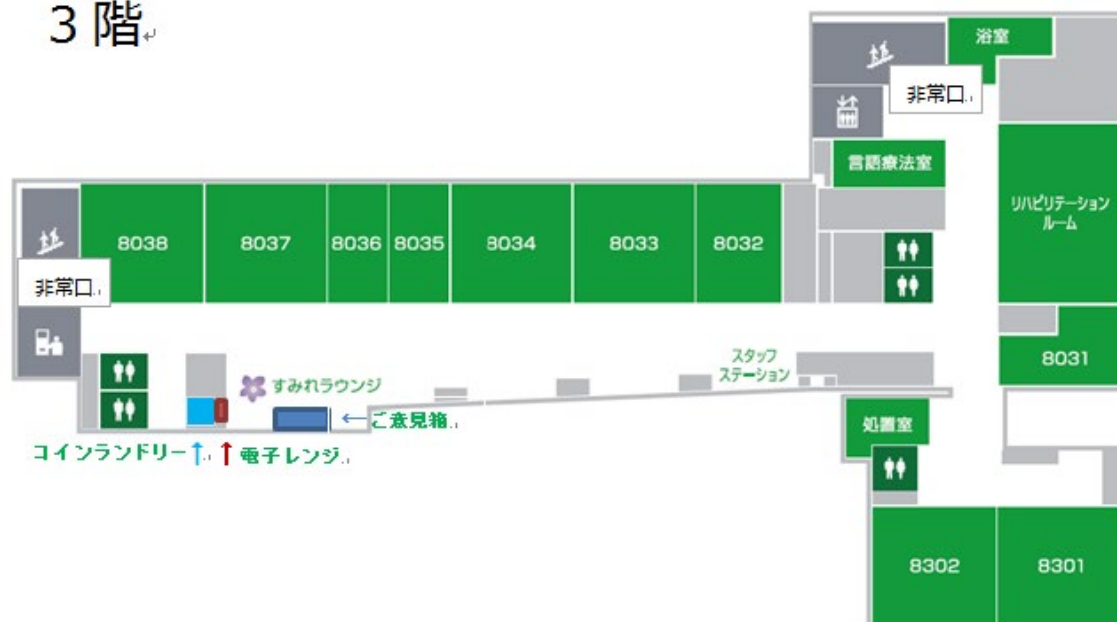 3 階
浴室
非常口
言語療法室
リハビリテーション
ルーム
8038
8037
8036
8035
8034
8033
8032
非常口
8031
スタッフ
ステーション
すみれラウンジ
←ご意見箱
処置室
コインランドリー↑
↑電子レンジ
8302
8301